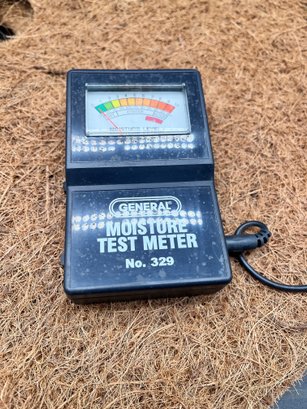 GENERAL
MOISTURE
TEST METER
No. 329